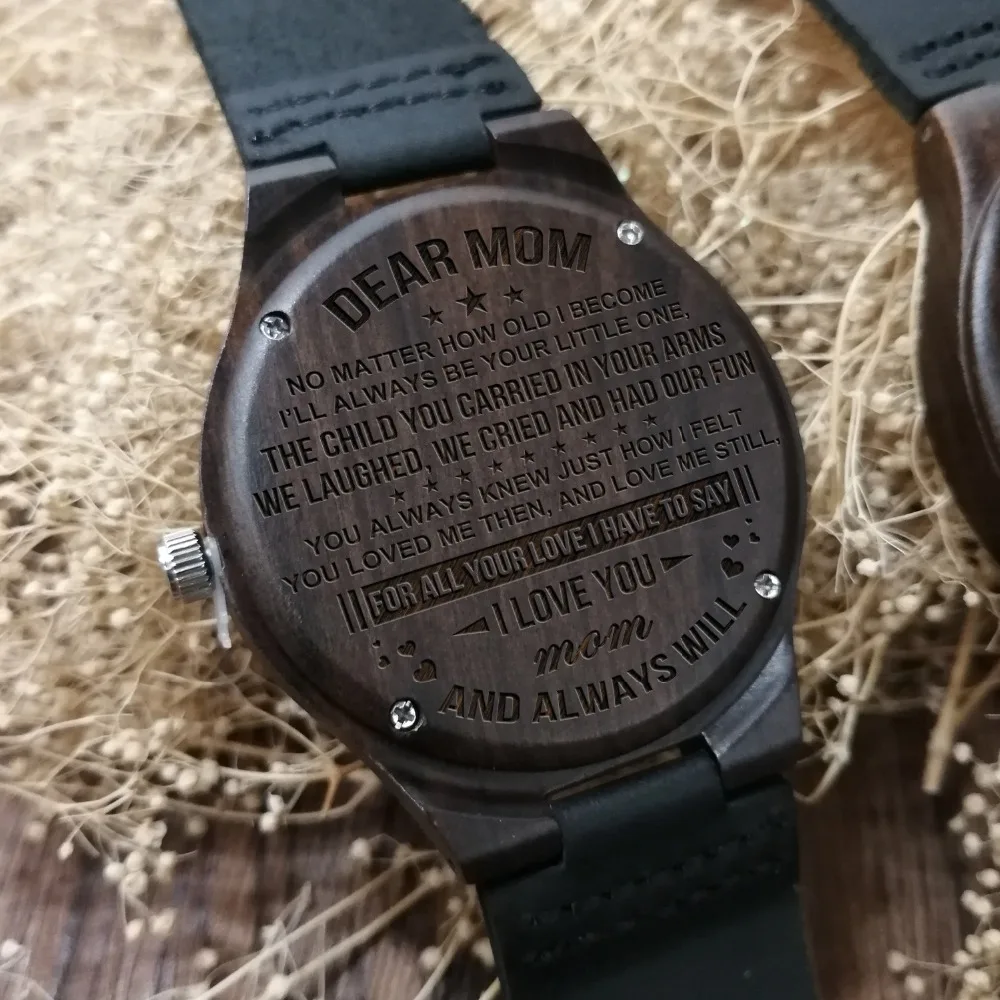 DEAR MOM
NO MATTER HOW OLD I BECOME
I'LL ALWAYS BE YOUR LITTLE ONE,
THE CHILD YOU CARRIED IN YOUR ARMS
WE LAUGHED, WE CRIED AND HAD OUR FUN
YOU ALWAYS KNEW JUST HOW I FELT
YOU LOVED ME THEN, AND LOVE ME STILL,
FOR ALL YOUR LOVE I HAVE TO SAY
I LOVE YOU
mom
AND ALWAYS WILL